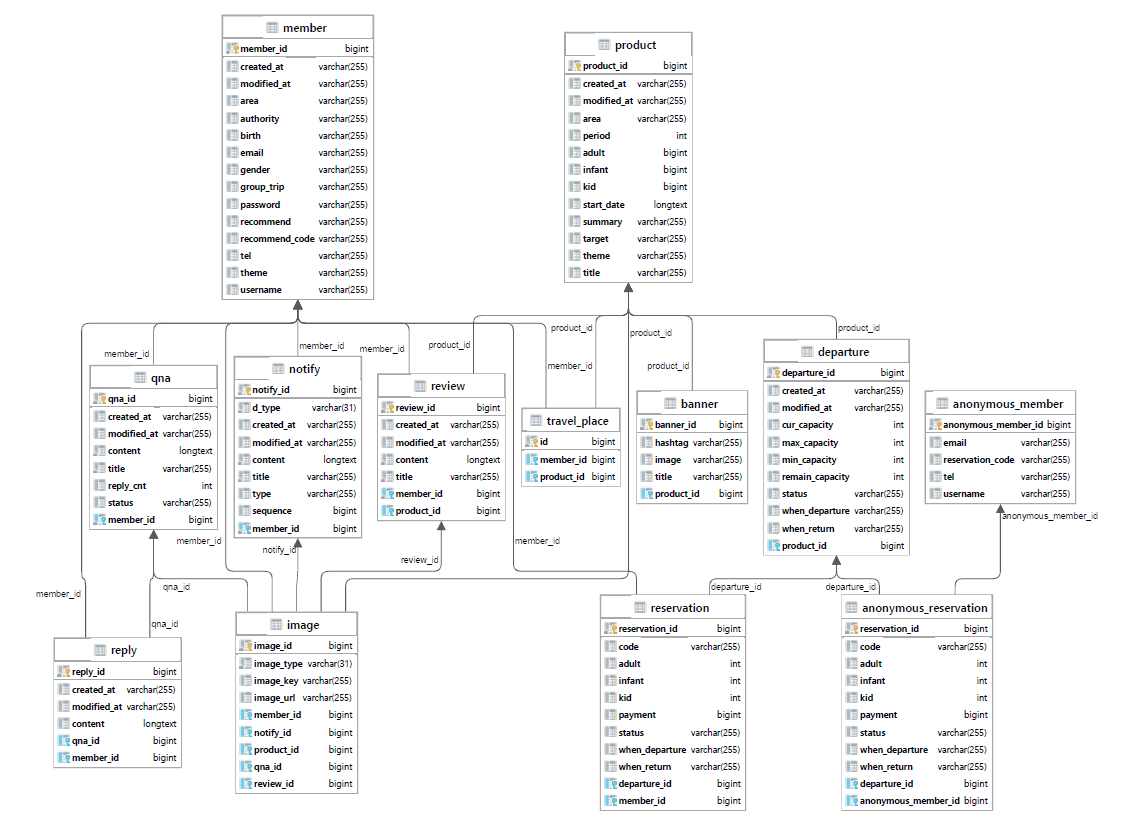 member
member_id bigint
created_at varchar(255)
modified_at varchar(255)
area varchar(255)
authority varchar(255)
birth varchar(255)
email varchar(255)
gender varchar(255)
group_trip varchar(255)
password varchar(255)
recommend varchar(255)
recommend_code varchar(255)
tel varchar(255)
theme varchar(255)
username varchar(255)
product
product_id bigint
created_at varchar(255)
modified_at varchar(255)
area varchar(255)
period int
adult bigint
infant bigint
kid bigint
start_date longtext
summary varchar(255)
target varchar(255)
theme varchar(255)
title varchar(255)
member_id
member_id
member_id
product_id
product_id
member_id
product_id
product_id
product_id
qna
qna_id bigint
created_at varchar(255)
modified_at varchar(255)
content longtext
title varchar(255)
reply_cnt int
status varchar(255)
member_id bigint
notify
notify_id bigint
d_type varchar(31)
created_at varchar(255)
modified_at varchar(255)
content longtext
title varchar(255)
type varchar(255)
sequence bigint
member_id bigint
review
review_id bigint
created_at varchar(255)
modified_at varchar(255)
content longtext
title varchar(255)
member_id bigint
product_id bigint
travel_place
id bigint
member_id bigint
product_id bigint
banner
banner_id bigint
hashtag varchar(255)
image varchar(255)
title varchar(255)
product_id bigint
departure
departure_id bigint
created_at varchar(255)
modified_at varchar(255)
cur_capacity int
max_capacity int
min_capacity int
remain_capacity int
status varchar(255)
when_departure varchar(255)
when_return varchar(255)
product_id bigint
anonymous_member
anonymous_member_id bigint
email varchar(255)
reservation_code varchar(255)
tel varchar(255)
username varchar(255)
anonymous_member_id
member_id
notify_id
review_id
member_id
member_id
qna_id
qna_id
departure_id
departure_id
reply
reply_id bigint
created_at varchar(255)
modified_at varchar(255)
content longtext
qna_id bigint
member_id bigint
image
image_id bigint
image_type varchar(31)
image_key varchar(255)
image_url varchar(255)
member_id bigint
notify_id bigint
product_id bigint
qna_id bigint
review_id bigint
reservation
reservation_id bigint
code varchar(255)
adult int
infant int
kid int
payment bigint
status varchar(255)
when_departure varchar(255)
when_return varchar(255)
departure_id bigint
member_id bigint
anonymous_reservation
reservation_id bigint
code varchar(255)
adult int
infant int
kid int
payment bigint
status varchar(255)
when_departure varchar(255)
when_return varchar(255)
departure_id bigint
anonymous_member_id bigint